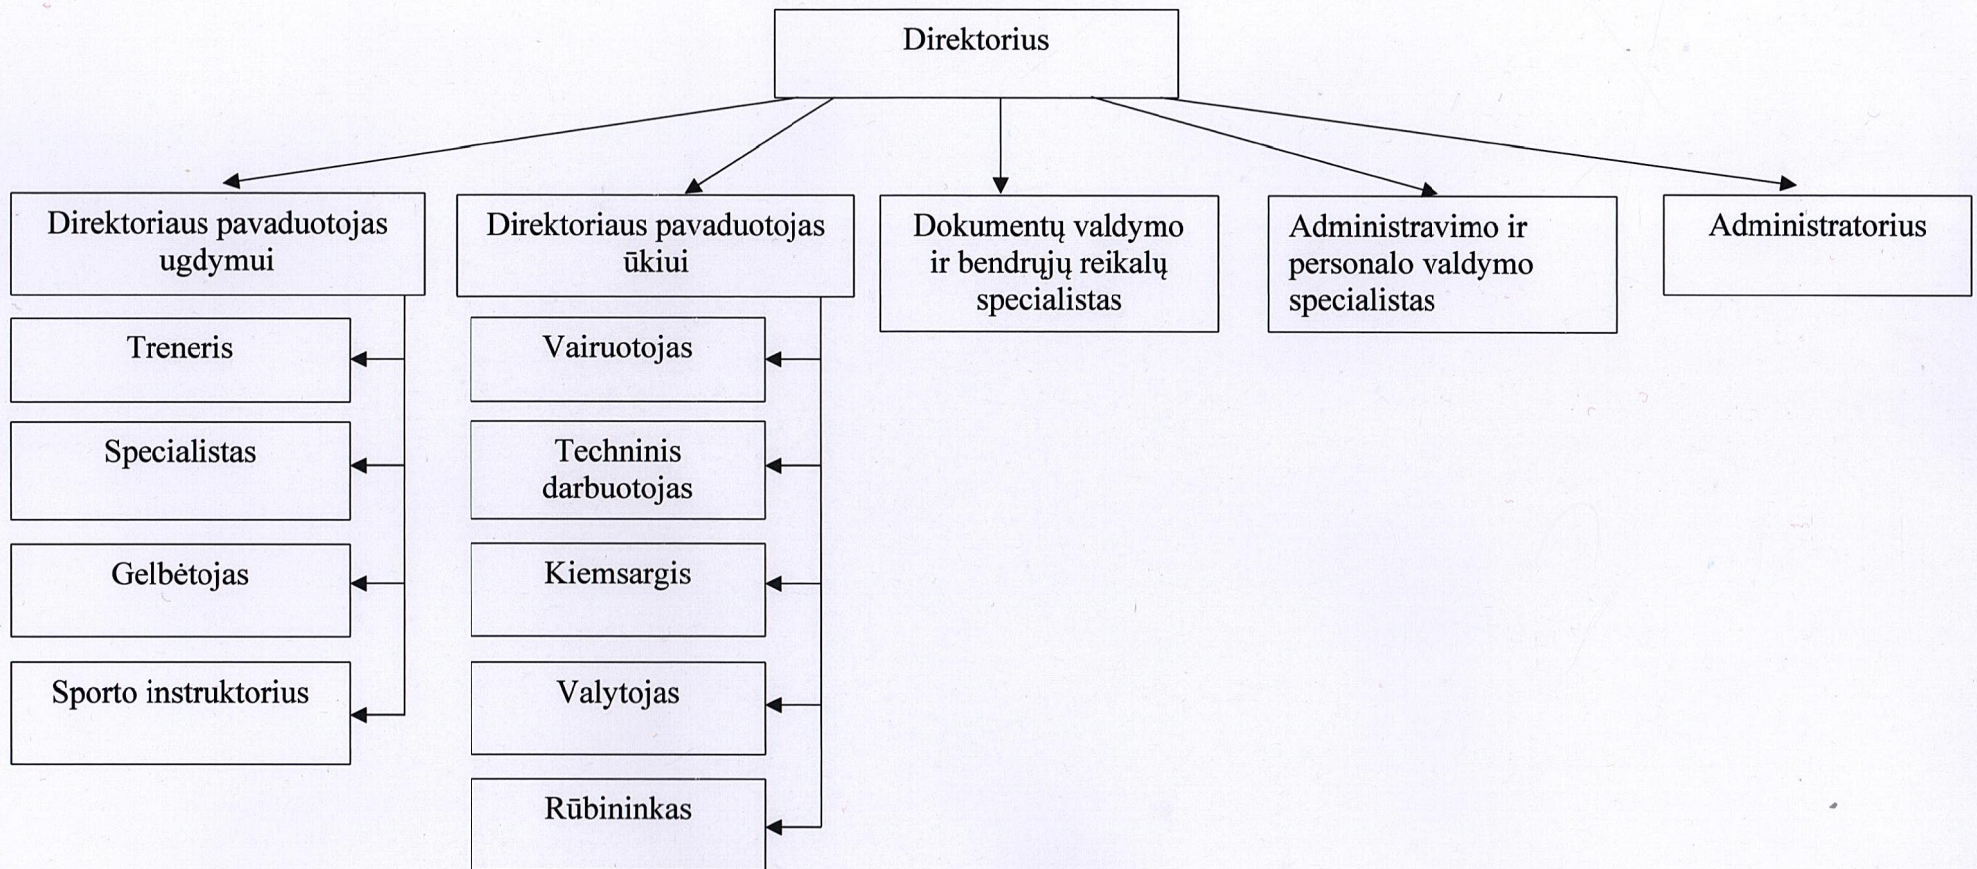 Direktorius
Direktoriaus pavaduotojas
ugdymui
Direktoriaus pavaduotojas
ūkiui
Dokumentų valdymo
ir bendrųjų reikalų
specialistas
Administravimo ir
personalo valdymo
specialistas
Administratorius
Treneris
Specialistas
Gelbėtojas
Sporto instruktorius
Vairuotojas
Techninis
darbuotojas
Kiemsargis
Valytojas
Rūbininkas